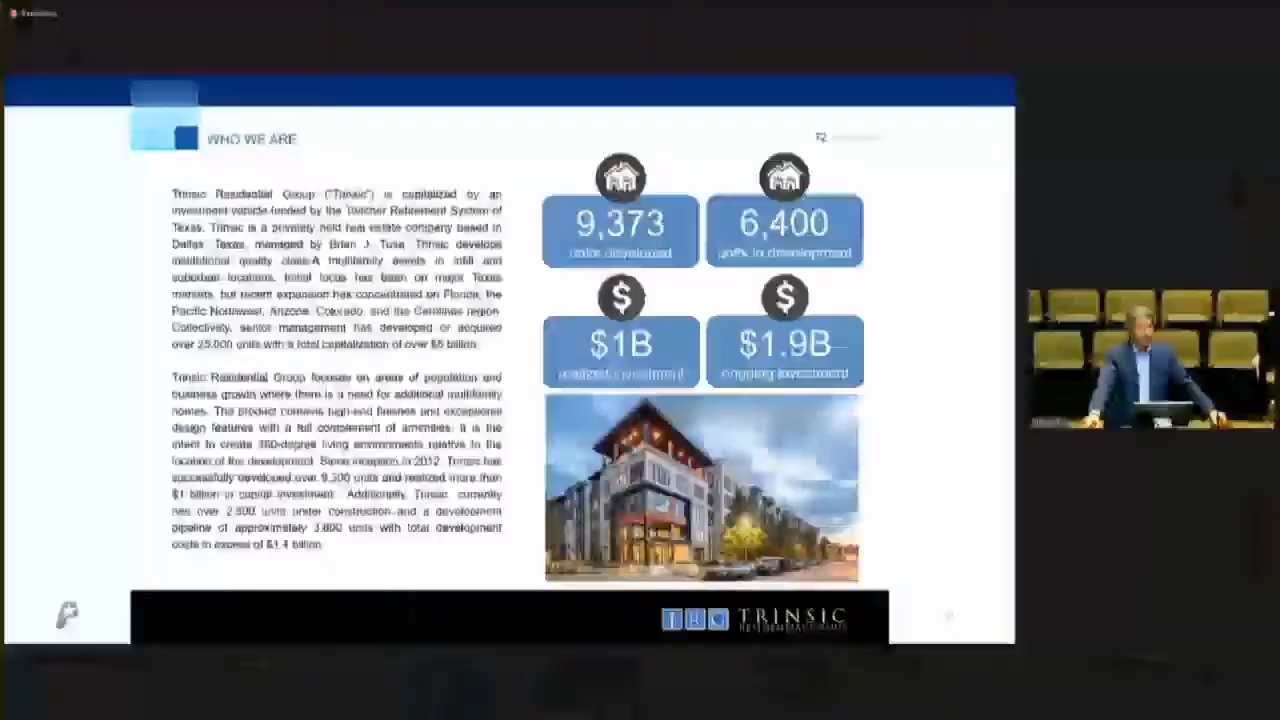 WHO WE ARE
Trinsic Residential Group ("Trinsic") is capitalized by an
investment vehicle funded by the Teacher Retirement System of
Texas. Trinsic is a privately held real estate company based in
Dallas Texas, managed by Brian J. Tusa. Trinsic develops
institutional quality class-A multifamily assets in infill and
suburban locations. Initial focus has been on major Texas
markets, but recent expansion has concentrated on Florida, the
Pacific Northwest, Arizona, Colorado, and the Carolinas region.
Collectively, senior management has developed or acquired
over 25,000 units with a total capitalization of over $5 billion.
Trinsic Residential Group focuses on areas of population and
business growth where there is a need for additional multifamily
homes. The product contains high-end finishes and exceptional
design features with a full complement of amenities. It is the
intent to create 360-degree living environments relative to the
location of the development. Since inception in 2012, Trinsic has
successfully developed over 9,300 units and realized more than
$1 billion in capital investment. Additionally, Trinsic currently
has over 2,800 units under construction and a development
pipeline of approximately 3,800 units with total development
costs in excess of $1.4 billion.
9,373
units developed
6,400
units in development
$1B
realized investment
$1.9B
ongoing investment
TRG TRINSIC
RESIDENTIAL GROUP